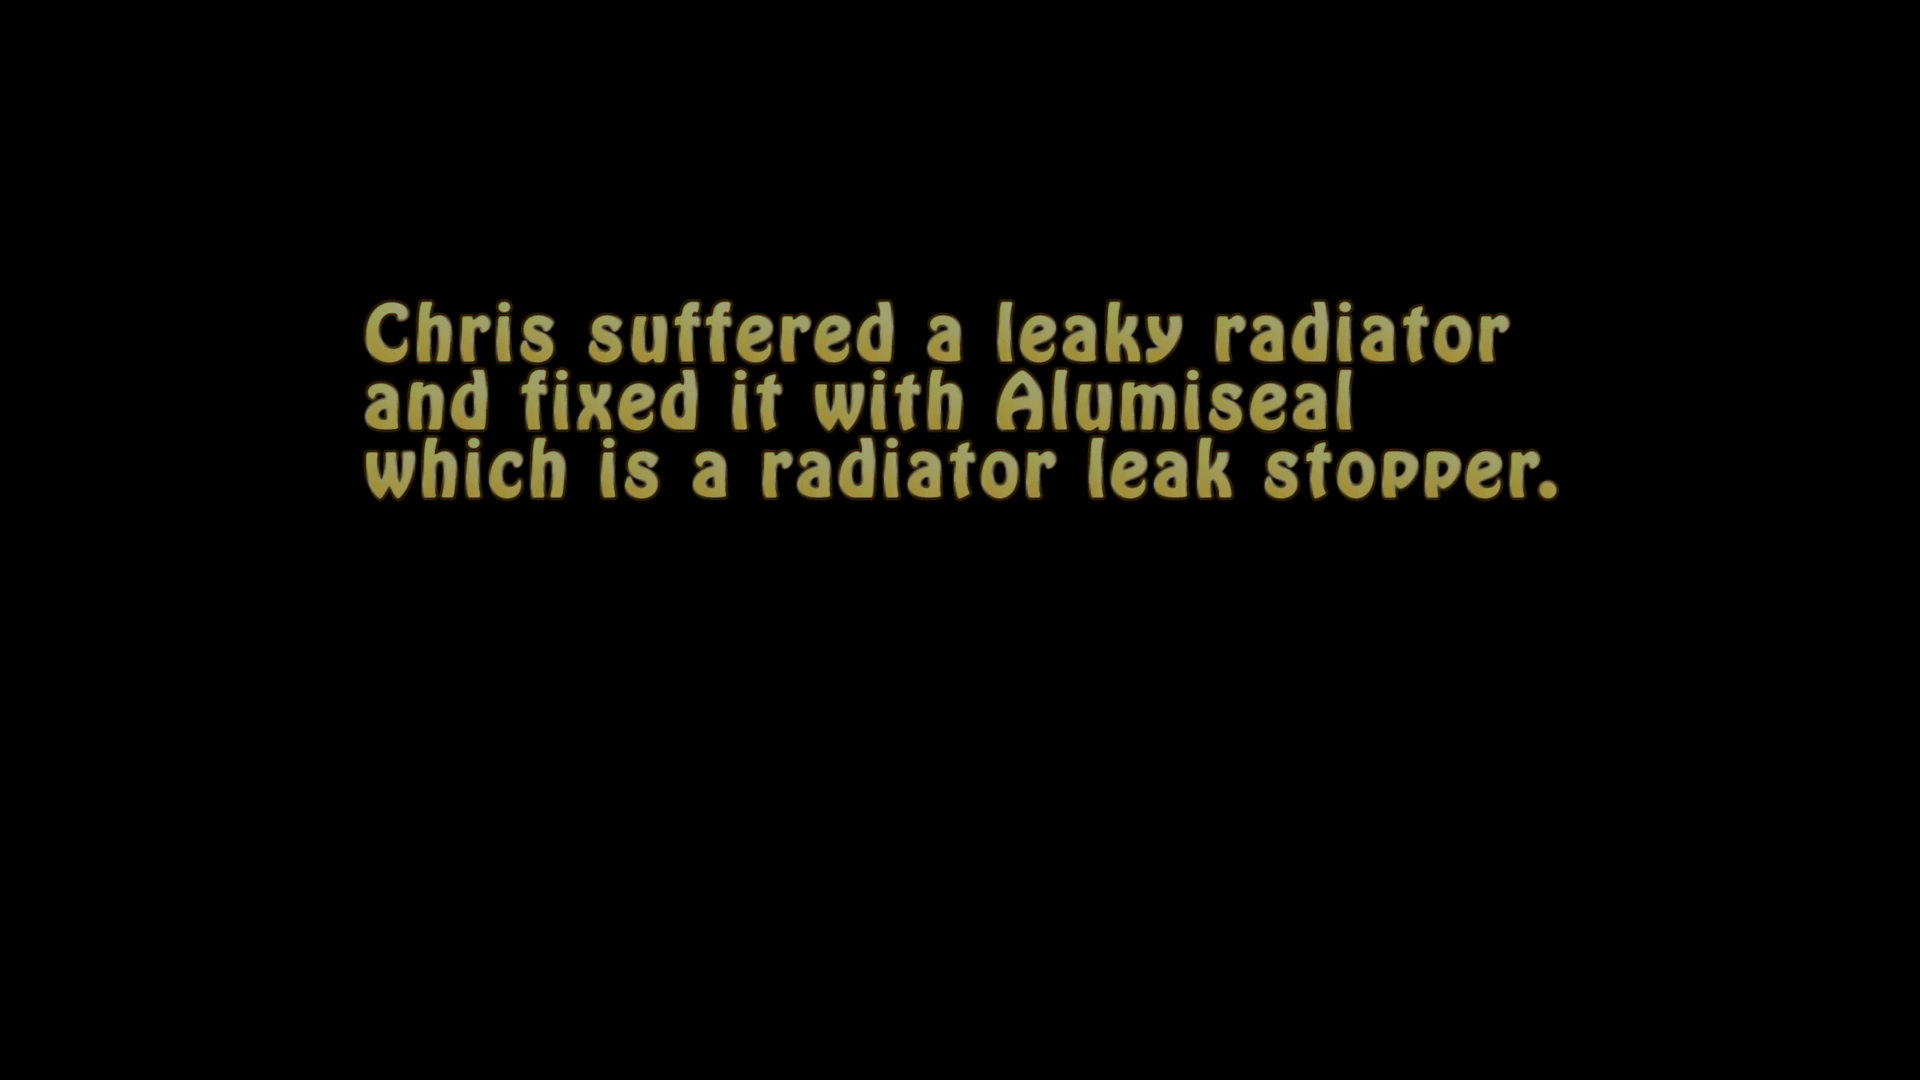 Chris suffered a leaky radiator
and fixed it with Alumiseal
which is a radiator leak stopper.